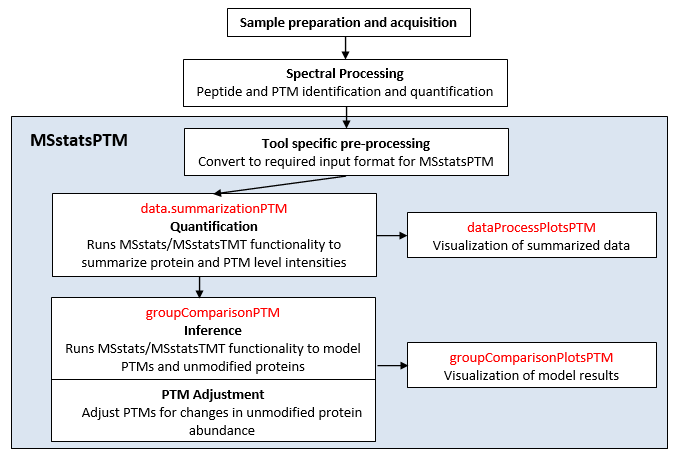 Sample preparation and acquisition
Spectral Processing
Peptide and PTM identification and quantification
MSstatsPTM
Tool specific pre-processing
Convert to required input format for MSstatsPTM
data.summarizationPTM
Quantification
Runs MSstats/MSstatsTMT functionality to
summarize protein and PTM level intensities
dataProcessPlotsPTM
Visualization of summarized data
groupComparisonPTM
Inference
Runs MSstats/MSstatsTMT functionality to model
PTMs and unmodified proteins
groupComparisonPlotsPTM
Visualization of model results
PTM Adjustment
Adjust PTMs for changes in unmodified protein
abundance